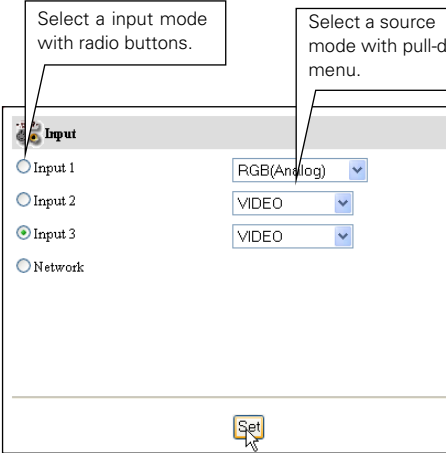 Select a input mode
with radio buttons.
Select a source
mode with pull-d
menu.
Input
Input 1 RGB(Analog)
Input 2 VIDEO
Input 3 VIDEO
Network
Set